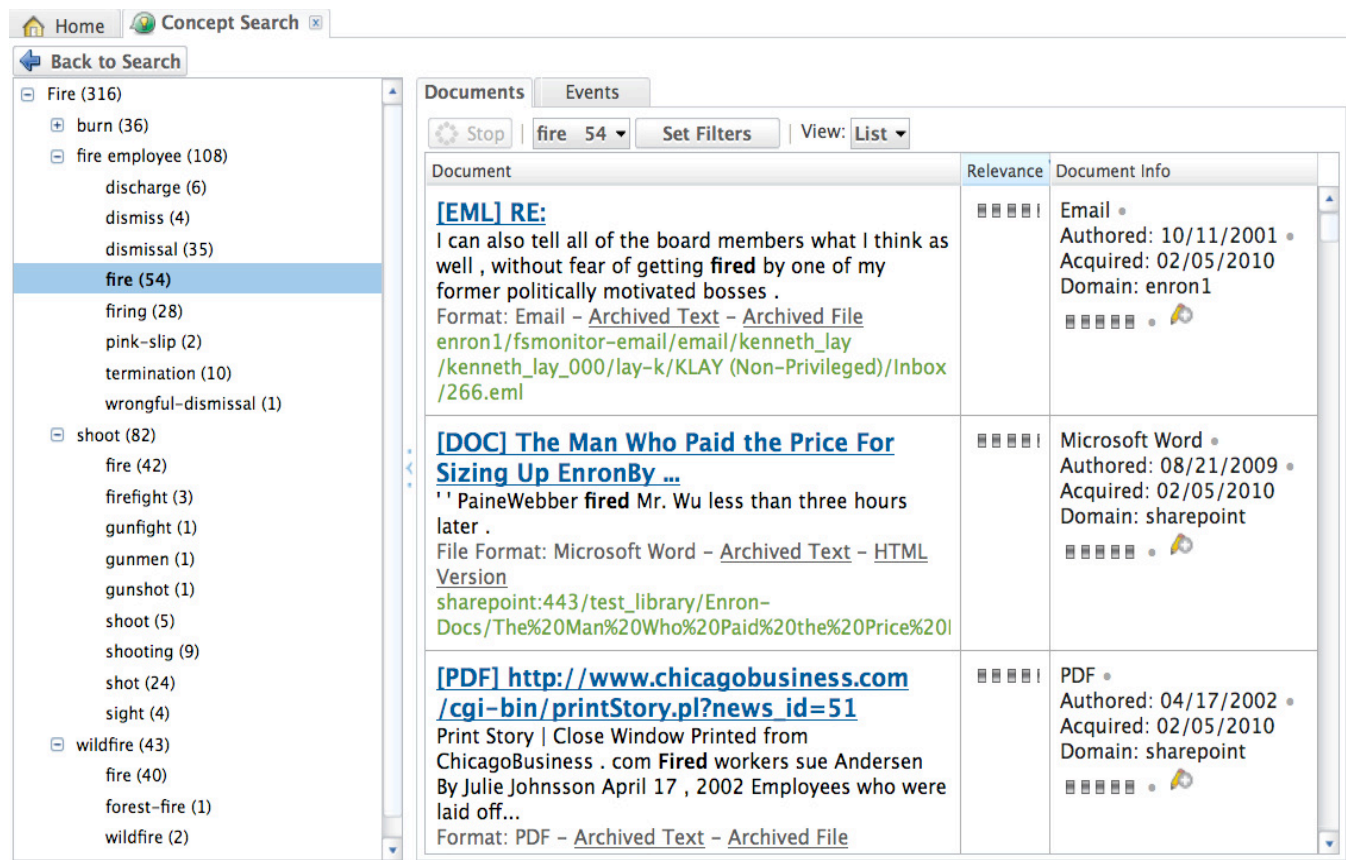 Home
Concept Search
Back to Search
Fire (316)
burn (36)
fire employee (108)
discharge (6)
dismiss (4)
dismissal (35)
fire (54)
firing (28)
pink-slip (2)
termination (10)
wrongful-dismissal (1)
shoot (82)
fire (42)
firefight (3)
gunfight (1)
gunmen (1)
gunshot (1)
shoot (5)
shooting (9)
shot (24)
sight (4)
wildfire (43)
fire (40)
forest-fire (1)
wildfire (2)
Documents Events
Stop | fire 54 Set Filters | View: List
Document Relevance Document Info
[EML] RE:
I can also tell all of the board members what I think as
well , without fear of getting fired by one of my
former politically motivated bosses .
Format: Email – Archived Text – Archived File
enron1/fsmonitor-email/email/kenneth_lay
/kenneth_lay_000/lay-k/KLAY (Non-Privileged)/Inbox
/266.eml
Email
Authored: 10/11/2001
Acquired: 02/05/2010
Domain: enron1
[DOC] The Man Who Paid the Price For
Sizing Up EnronBy ...
' ' PaineWebber fired Mr. Wu less than three hours
later .
File Format: Microsoft Word – Archived Text – HTML
Version
sharepoint:443/test_library/Enron-
Docs/The%20Man%20Who%20Paid%20the%20Price%20
Microsoft Word
Authored: 08/21/2009
Acquired: 02/05/2010
Domain: sharepoint
[PDF] http://www.chicagobusiness.com
/cgi-bin/printStory.pl?news_id=51
Print Story | Close Window Printed from
ChicagoBusiness . com Fired workers sue Andersen
By Julie Johnsson April 17 , 2002 Employees who were
laid off...
Format: PDF – Archived Text – Archived File
PDF
Authored: 04/17/2002
Acquired: 02/05/2010
Domain: sharepoint